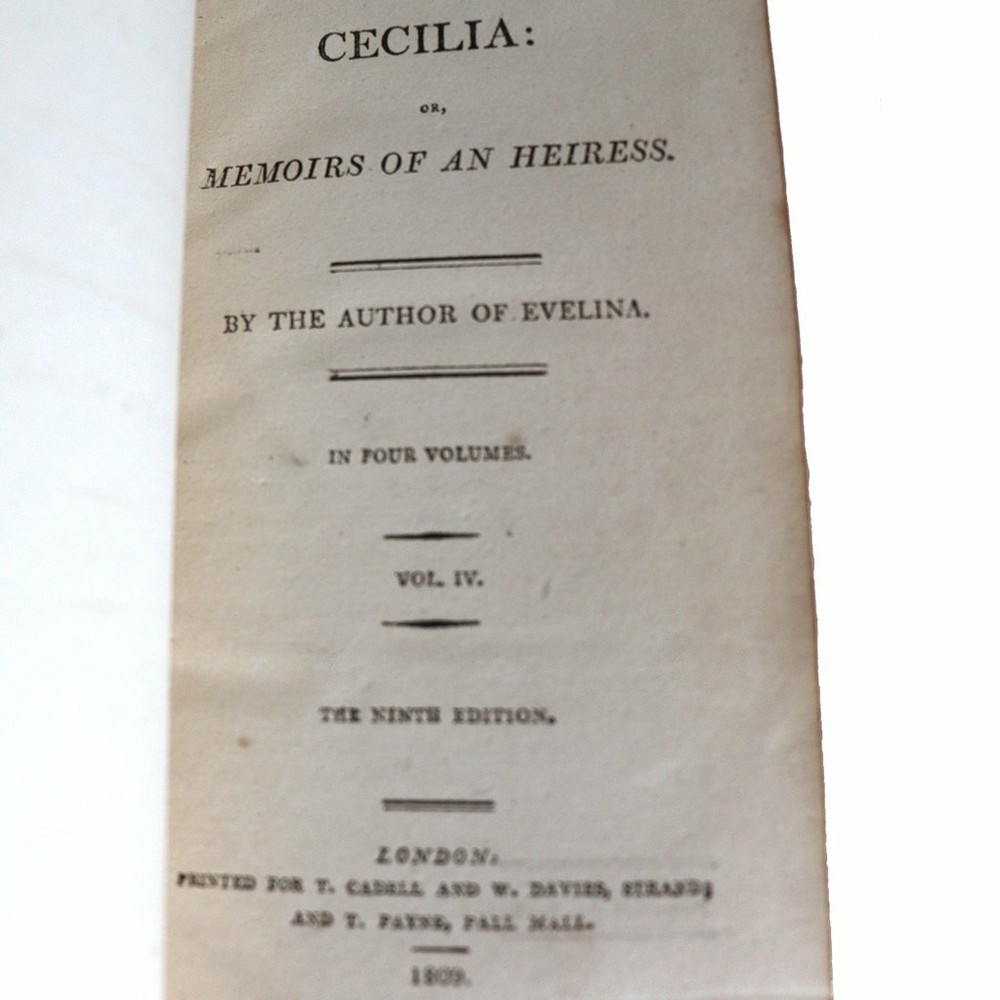 CECILIA:
OR,
MEMOIRS OF AN HEIRESS.
BY THE AUTHOR OF EVELINA.
IN FOUR VOLUMES.
VOL. IV.
THE NINTH EDITION.
LONDON:
PRINTED FOR T. CADELL AND W. DAVIES, STRAND;
AND T. PAYNE, PALL MALL.
1809.